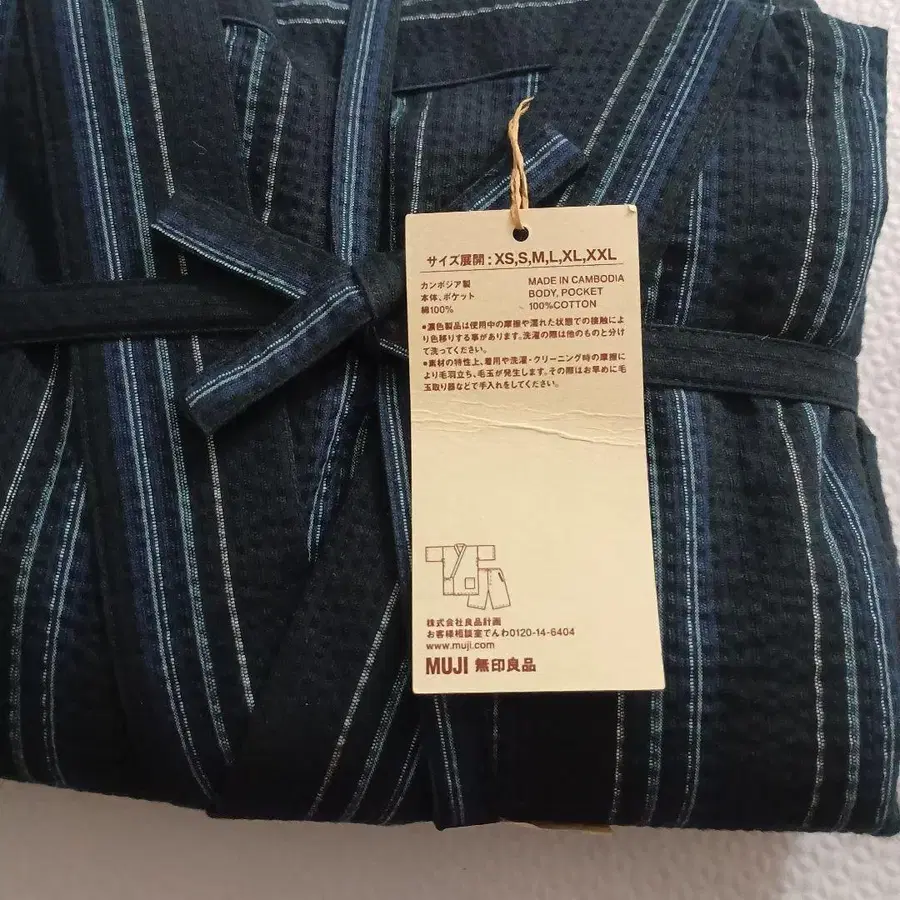 サイズ展開:XS,S,M,L,XL,XXL
カンボジア製
本体、ポケット
綿100%
MADE IN CAMBODIA
BODY, POCKET
100%COTTON
●濃色製品は使用中の摩擦や濡れた状態での接触によ
り色移りする事があります。洗濯の際は他のものと分け
て洗ってください。
●素材の特性上、着用や洗濯・クリーニング時の摩擦に
より毛羽立ち、毛玉が発生します。その際はお早めに毛
玉取り器などで手入れをしてください。
株式会社良品計画
お客様相談室でんわ0120-14-6404
www.muji.com
MUJI 無印良品